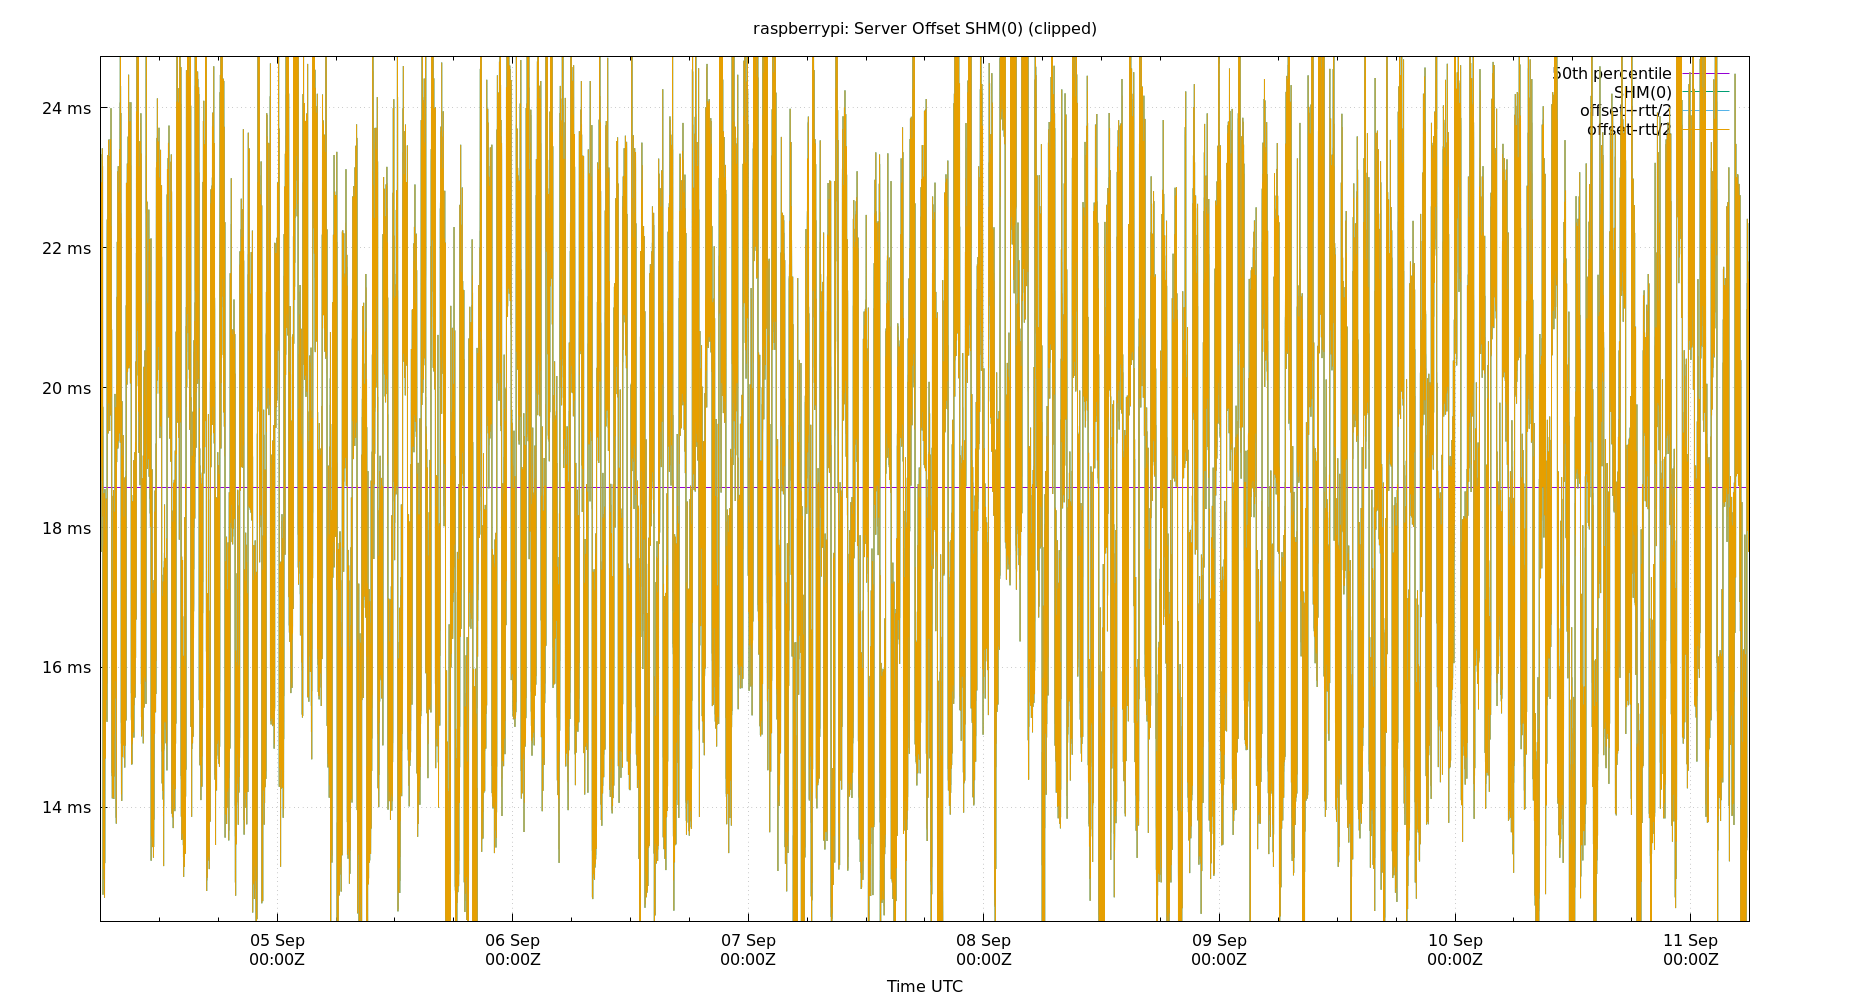 raspberrypi: Server Offset SHM(0) (clipped)
50th percentile
SHM(0)
offset--rtt/2
offset-rtt/2
24 ms
22 ms
20 ms
18 ms
16 ms
14 ms
05 Sep
00:00Z
06 Sep
00:00Z
07 Sep
00:00Z
08 Sep
00:00Z
09 Sep
00:00Z
10 Sep
00:00Z
11 Sep
00:00Z
Time UTC